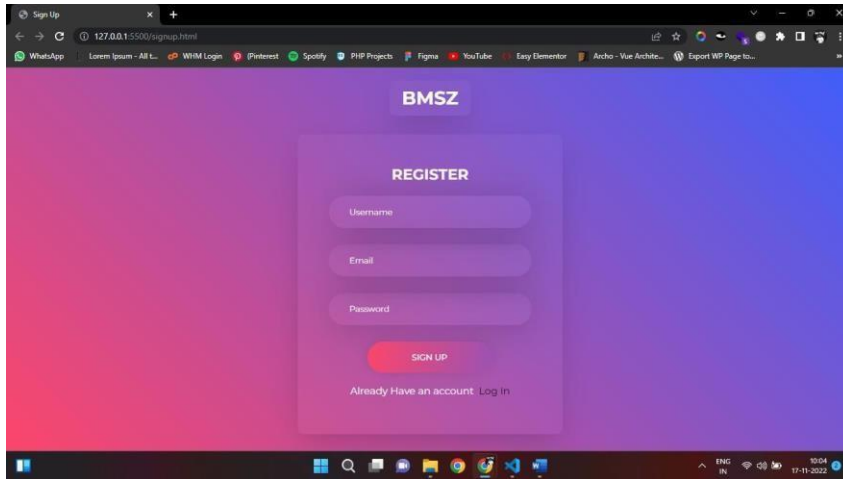 Sign Up
127.0.0.1:5500/signup.html
WhatsApp Lorem Ipsum - All t... WHM Login (Pinterest Spotify PHP Projects Figma YouTube Easy Elementor Archo - Vue Archite... Export WP Page to...
BMSZ
REGISTER
Username
Email
Password
SIGN UP
Already Have an account Log In
ENG 10:04
IN 17-11-2022